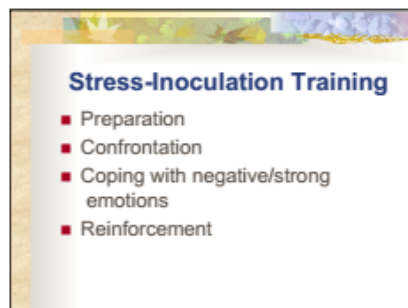 Stress-Inoculation Training
Preparation
Confrontation
Coping with negative/strong
emotions
Reinforcement